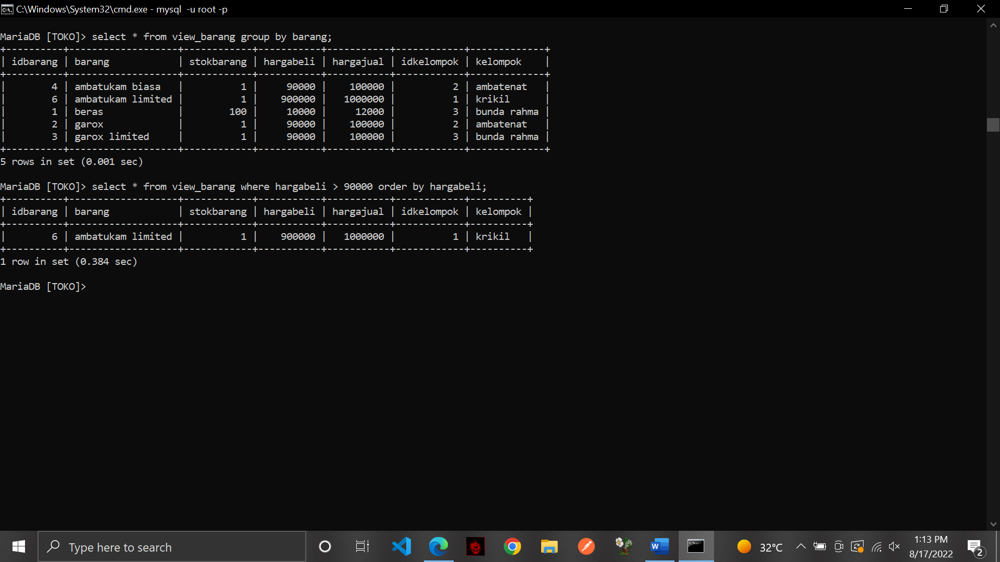 C:\Windows\System32\cmd.exe - mysql  -u root -p
MariaDB [TOKO]> select * from view_barang group by barang;
+----------+-------------------+------------+-----------+-----------+------------+-------------+
| idbarang | barang            | stokbarang | hargabeli | hargajual | idkelompok | kelompok    |
+----------+-------------------+------------+-----------+-----------+------------+-------------+
|        4 | ambatukam biasa   |          1 |     90000 |    100000 |          2 | ambatenat   |
|        6 | ambatukam limited |          1 |    900000 |   1000000 |          1 | krikil      |
|        1 | beras             |        100 |     10000 |     12000 |          3 | bunda rahma |
|        2 | garox             |          1 |     90000 |    100000 |          2 | ambatenat   |
|        3 | garox limited     |          1 |     90000 |    100000 |          3 | bunda rahma |
+----------+-------------------+------------+-----------+-----------+------------+-------------+
5 rows in set (0.001 sec)
MariaDB [TOKO]> select * from view_barang where hargabeli > 90000 order by hargabeli;
+----------+-------------------+------------+-----------+-----------+------------+----------+
| idbarang | barang            | stokbarang | hargabeli | hargajual | idkelompok | kelompok |
+----------+-------------------+------------+-----------+-----------+------------+----------+
|        6 | ambatukam limited |          1 |    900000 |   1000000 |          1 | krikil   |
+----------+-------------------+------------+-----------+-----------+------------+----------+
1 row in set (0.384 sec)
MariaDB [TOKO]>
Type here to search
32°C
1:13 PM
8/17/2022
2